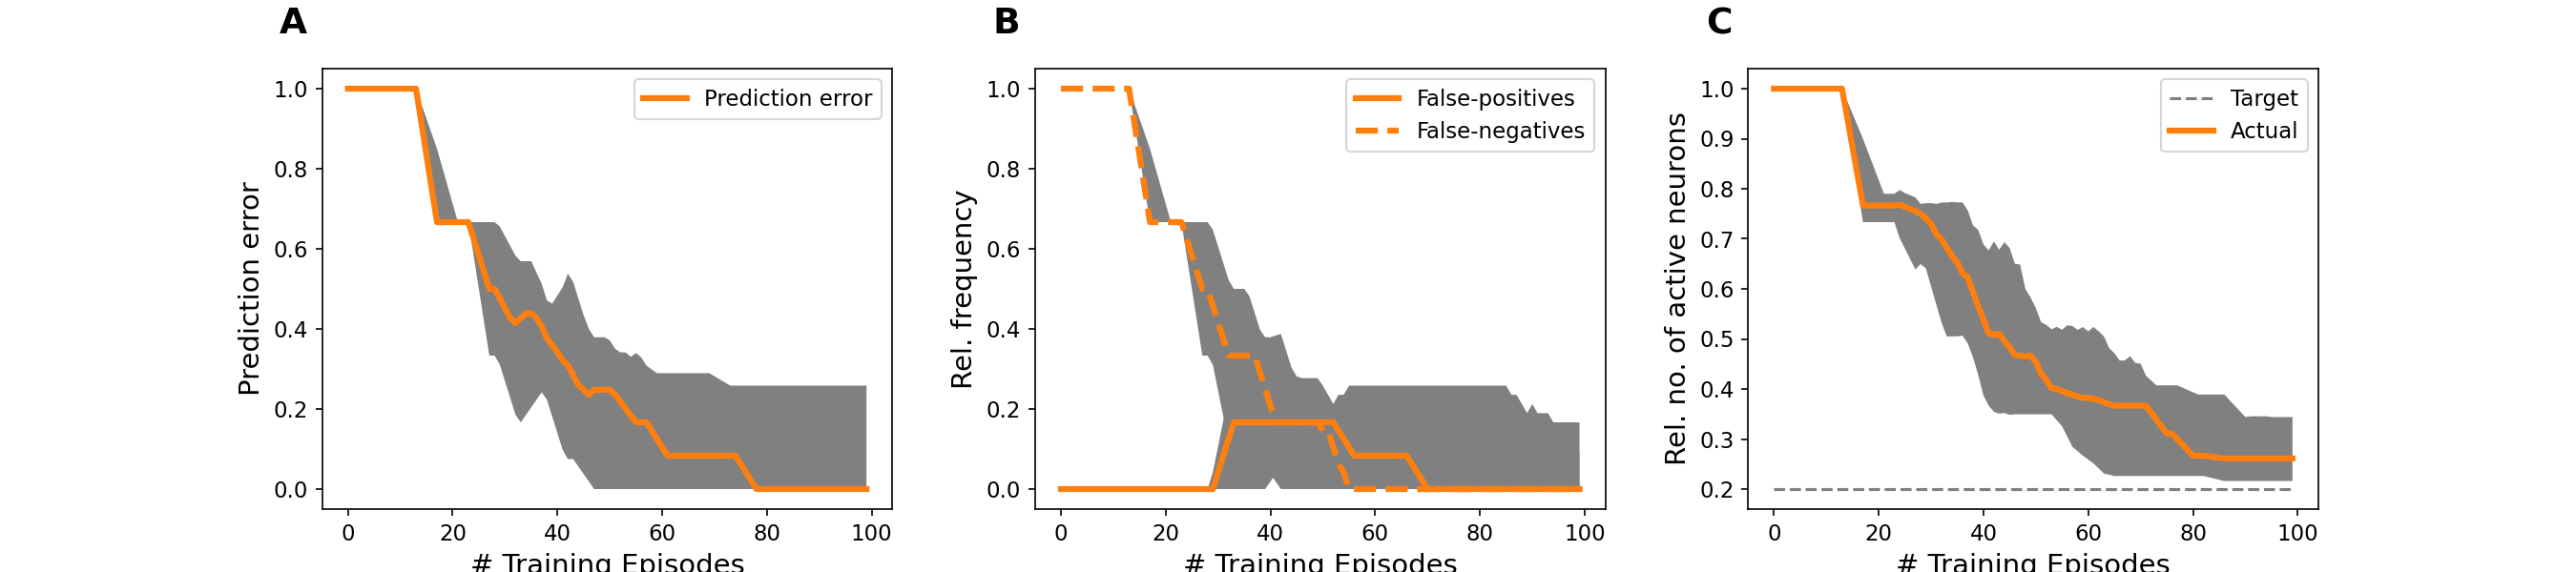 A
Prediction error
1.0
0.8
0.6
0.4
0.2
0.0
0 20 40 60 80 100
# Training Episodes
Prediction error
B
False-positives
False-negatives
1.0
0.8
0.6
0.4
0.2
0.0
0 20 40 60 80 100
# Training Episodes
Rel. frequency
C
Target
Actual
1.0
0.9
0.8
0.7
0.6
0.5
0.4
0.3
0.2
0 20 40 60 80 100
# Training Episodes
Rel. no. of active neurons